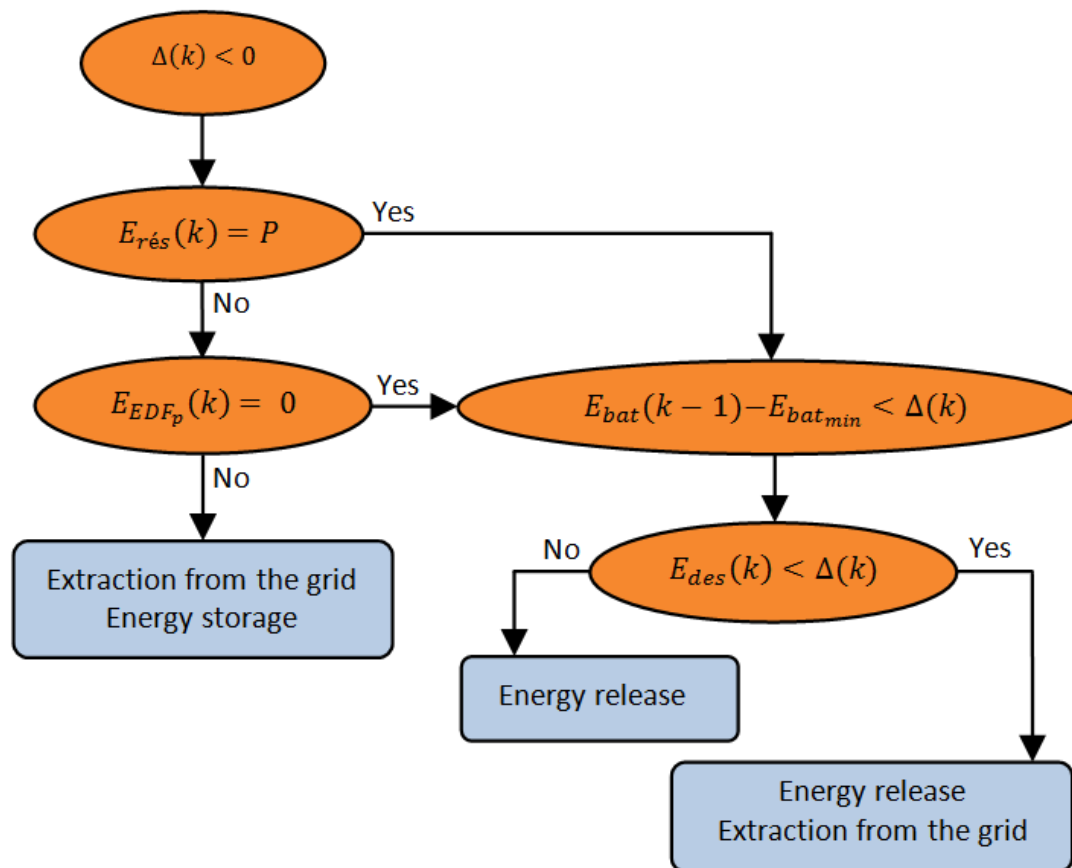 Δ(k) < 0
E_rés(k) = P
Yes
No
E_EDF_p(k) = 0
Yes
E_bat(k − 1)−E_bat_min < Δ(k)
No
Extraction from the grid
Energy storage
No
E_des(k) < Δ(k)
Yes
Energy release
Energy release
Extraction from the grid